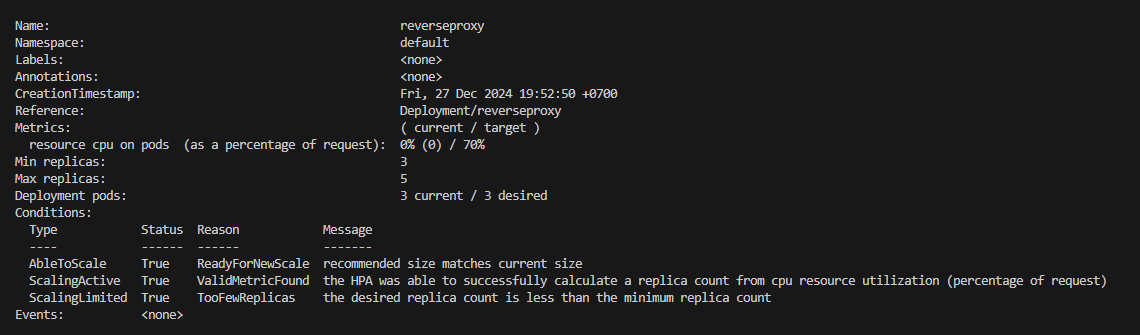 Name: reverseproxy
Namespace: default
Labels: <none>
Annotations: <none>
CreationTimestamp: Fri, 27 Dec 2024 19:52:50 +0700
Reference: Deployment/reverseproxy
Metrics: ( current / target )
resource cpu on pods (as a percentage of request): 0% (0) / 70%
Min replicas: 3
Max replicas: 5
Deployment pods: 3 current / 3 desired
Conditions:
Type Status Reason Message
---- ------ ------ -------
AbleToScale True ReadyForNewScale recommended size matches current size
ScalingActive True ValidMetricFound the HPA was able to successfully calculate a replica count from cpu resource utilization (percentage of request)
ScalingLimited True TooFewReplicas the desired replica count is less than the minimum replica count
Events: <none>